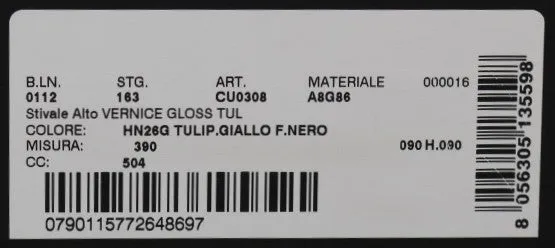 B.LN. STG. ART. MATERIALE 000016
0112 163 CU0308 A8G86
Stivale Alto VERNICE GLOSS TUL
COLORE: HN26G TULIP.GIALLO F.NERO
MISURA: 390 090 H.090
CC: 504
0790115772648697
8 056305 135598